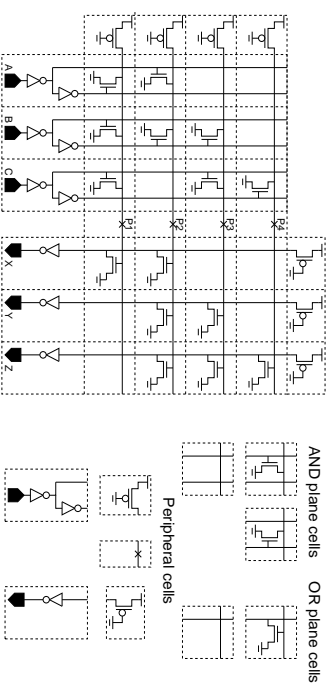 A
B
C
P1
P2
P3
P4
X
Y
Z
AND plane cells
OR plane cells
Peripheral cells